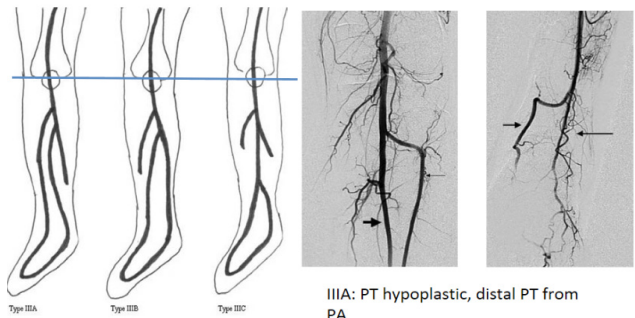 Type IIIA
Type IIIB
Type IIIC
IIIA: PT hypoplastic, distal PT from
PA